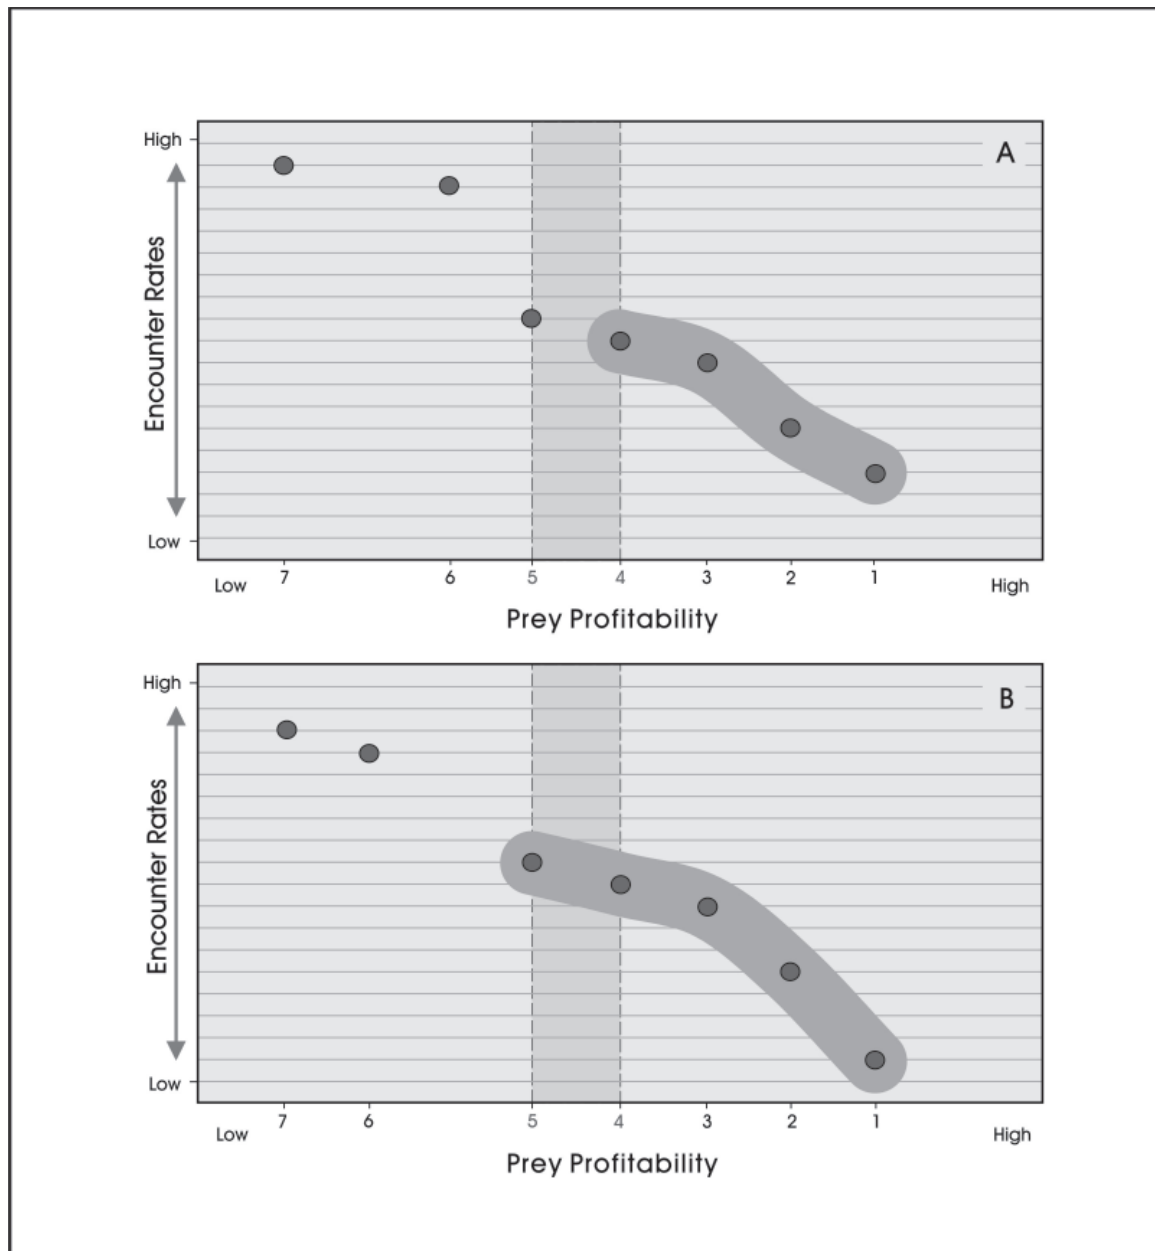 High
A
Encounter Rates
Low
7 6 5 4 3 2 1
Low High
Prey Profitability
High
B
Encounter Rates
Low
7 6 5 4 3 2 1
Low High
Prey Profitability